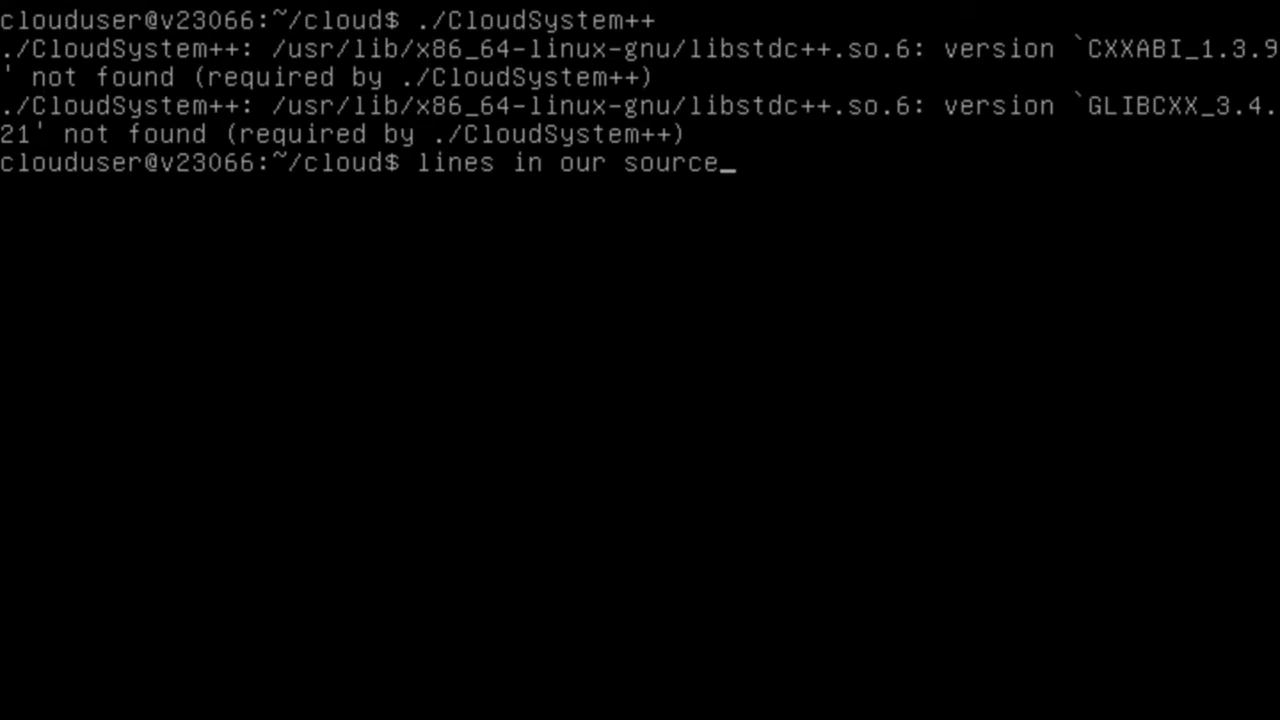 clouduser@v23066:~/cloud$ ./CloudSystem++
./CloudSystem++: /usr/lib/x86_64-linux-gnu/libstdc++.so.6: version `CXXABI_1.3.9
' not found (required by ./CloudSystem++)
./CloudSystem++: /usr/lib/x86_64-linux-gnu/libstdc++.so.6: version `GLIBCXX_3.4.
21' not found (required by ./CloudSystem++)
clouduser@v23066:~/cloud$ lines in our source_